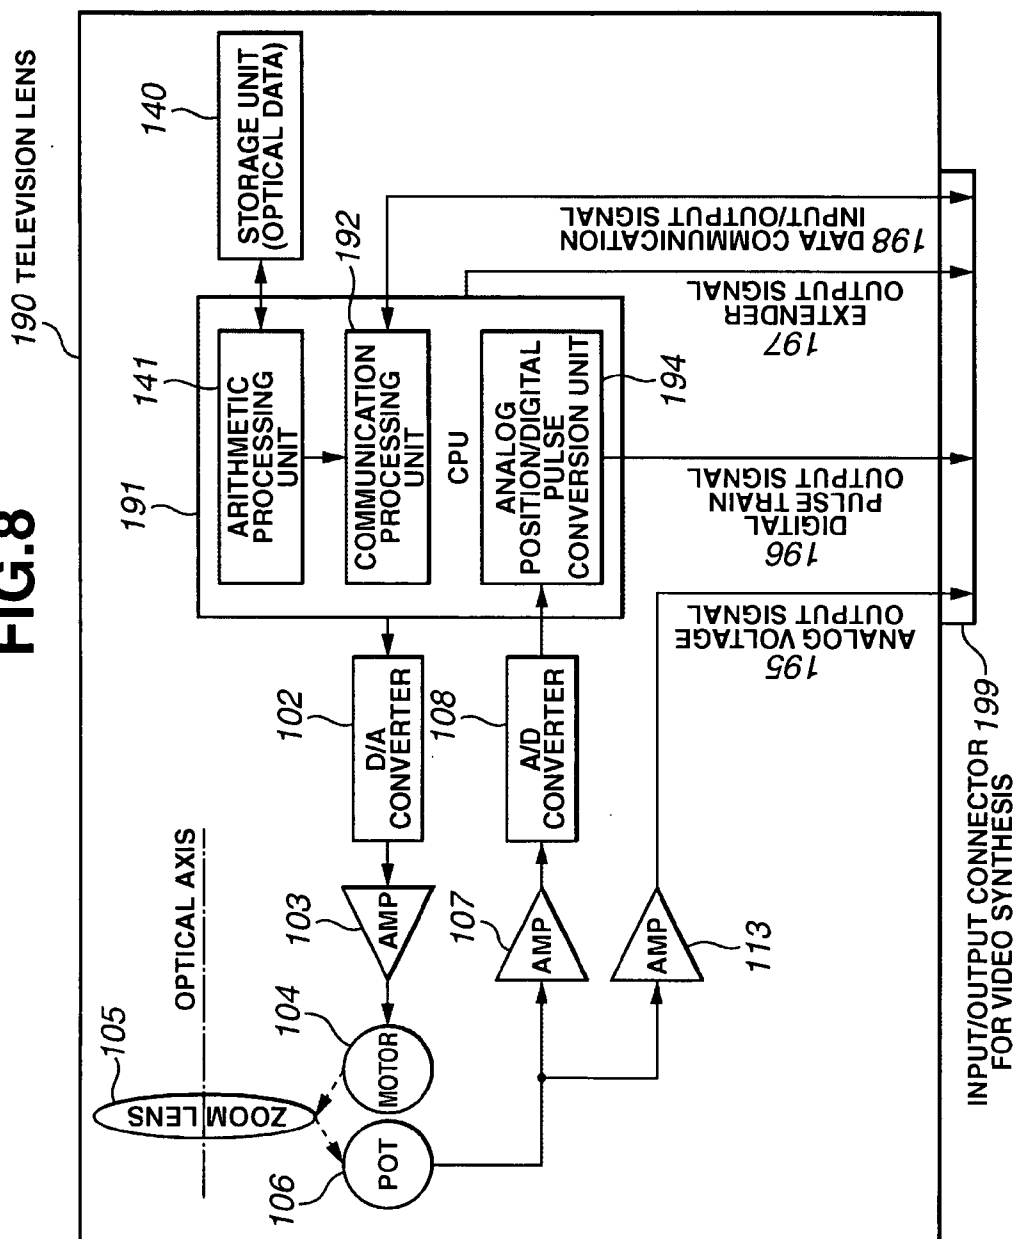 FIG.8
190 TELEVISION LENS
105
ZOOM LENS
OPTICAL AXIS
106
POT
104
MOTOR
103
AMP
102
D/A
CONVERTER
107
AMP
108
A/D
CONVERTER
113
AMP
191
141
ARITHMETIC
PROCESSING
UNIT
192
COMMUNICATION
PROCESSING
UNIT
CPU
ANALOG
POSITION/DIGITAL
PULSE
CONVERSION UNIT
194
140
STORAGE UNIT
(OPTICAL DATA)
195
ANALOG VOLTAGE
OUTPUT SIGNAL
196
DIGITAL
PULSE TRAIN
OUTPUT SIGNAL
197
EXTENDER
OUTPUT SIGNAL
198 DATA COMMUNICATION
INPUT/OUTPUT SIGNAL
INPUT/OUTPUT CONNECTOR 199
FOR VIDEO SYNTHESIS